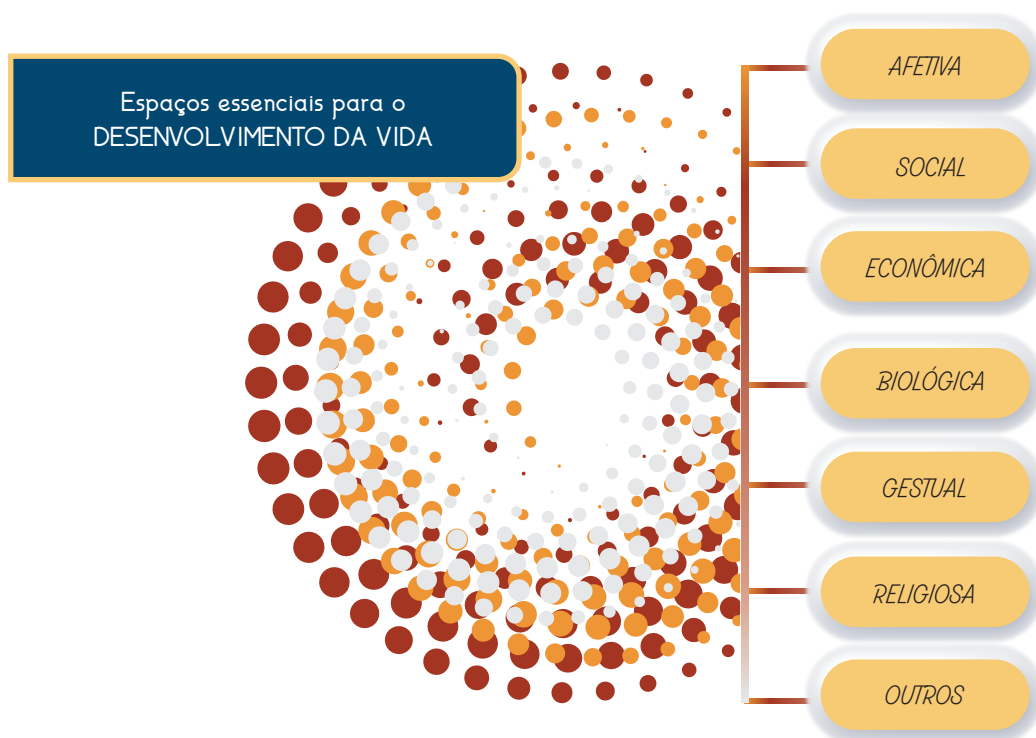 Espaços essenciais para o
DESENVOLVIMENTO DA VIDA
AFETIVA
SOCIAL
ECONÔMICA
BIOLÓGICA
GESTUAL
RELIGIOSA
OUTROS